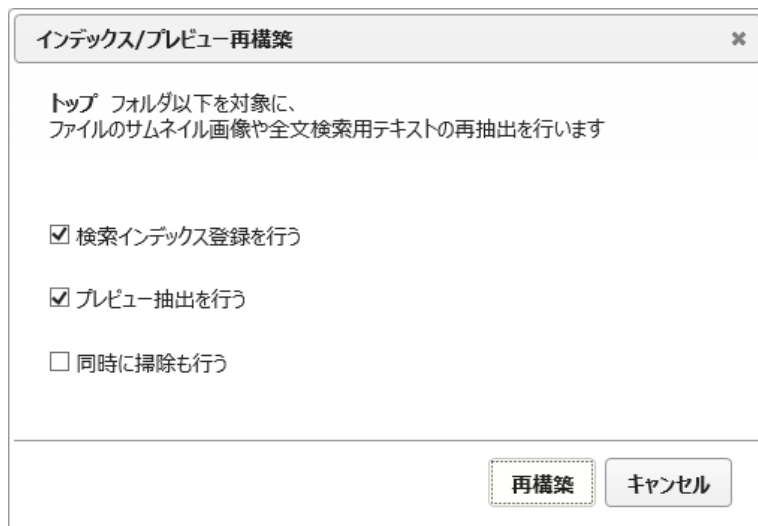 インデックス/プレビュー再構築
トップ フォルダ以下を対象に、
ファイルのサムネイル画像や全文検索用テキストの再抽出を行います
検索インデックス登録を行う
プレビュー抽出を行う
同時に掃除も行う
再構築 キャンセル